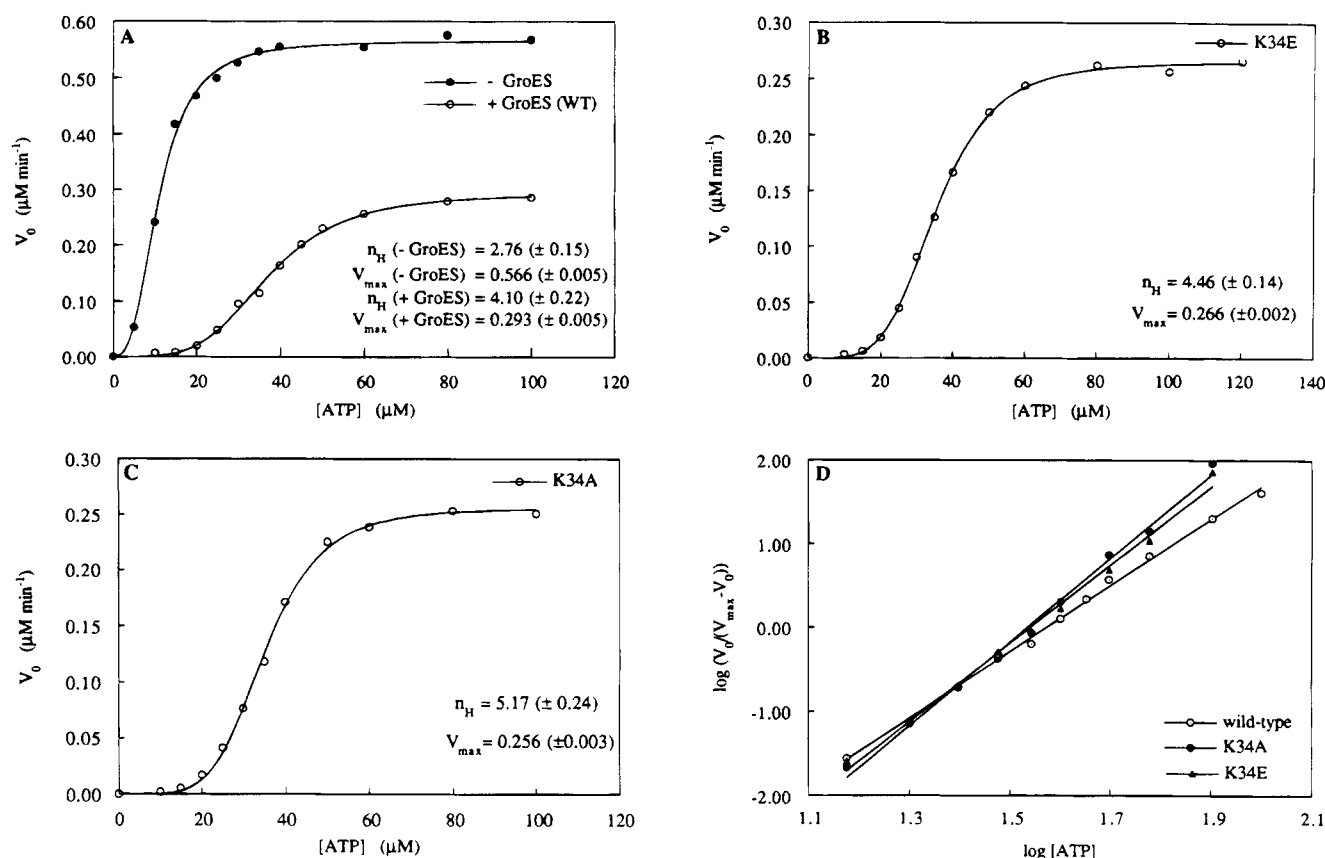 A
0.60
0.50
0.40
0.30
0.20
0.10
0.00
V0 (μM min-1)
- GroES
+ GroES (WT)
nH (- GroES) = 2.76 (± 0.15)
Vmax (- GroES) = 0.566 (± 0.005)
nH (+ GroES) = 4.10 (± 0.22)
Vmax (+ GroES) = 0.293 (± 0.005)
0 20 40 60 80 100 120
[ATP] (μM)
B
0.30
0.25
0.20
0.15
0.10
0.05
0.00
V0 (μM min-1)
K34E
nH = 4.46 (± 0.14)
Vmax = 0.266 (±0.002)
0 20 40 60 80 100 120 140
[ATP] (μM)
C
0.30
0.25
0.20
0.15
0.10
0.05
0.00
V0 (μM min-1)
K34A
nH = 5.17 (± 0.24)
Vmax = 0.256 (±0.003)
0 20 40 60 80 100 120
[ATP] (μM)
D
2.00
1.00
0.00
-1.00
-2.00
log (V0/(Vmax-V0))
wild-type
K34A
K34E
1.1 1.3 1.5 1.7 1.9 2.1
log [ATP]